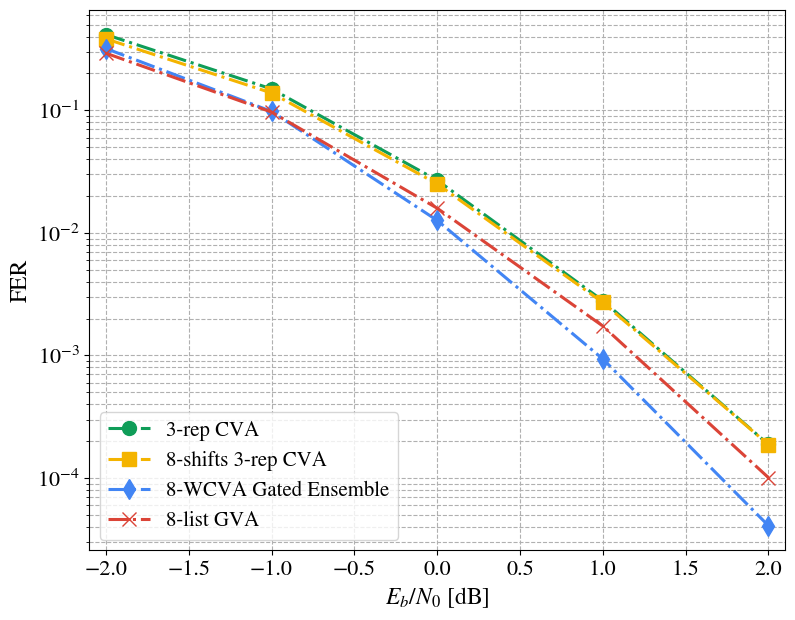 10⁻¹
10⁻²
10⁻³
10⁻⁴
FER
3-rep CVA
8-shifts 3-rep CVA
8-WCVA Gated Ensemble
8-list GVA
−2.0 −1.5 −1.0 −0.5 0.0 0.5 1.0 1.5 2.0
E_b/N_0 [dB]